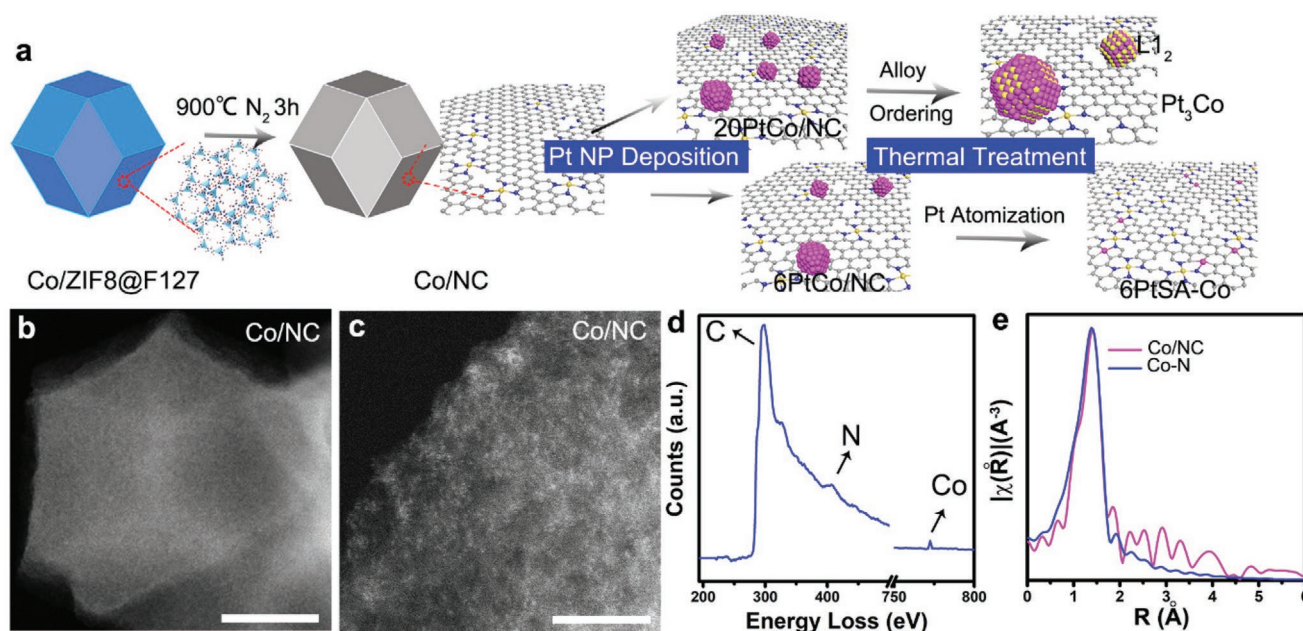 a
900℃ N₂ 3h
Co/ZIF8@F127
Co/NC
Pt NP Deposition
20PtCo/NC
6PtCo/NC
Alloy
Ordering
Thermal Treatment
Pt Atomization
L1₂
Pt₃Co
6PtSA-Co
b
Co/NC
c
Co/NC
d
C
N
Co
Counts (a.u.)
200 300 400 750 800
Energy Loss (eV)
e
Co/NC
Co-N
|χ(R̊)|(A⁻³)
0 1 2 3 4 5 6
R (Å)